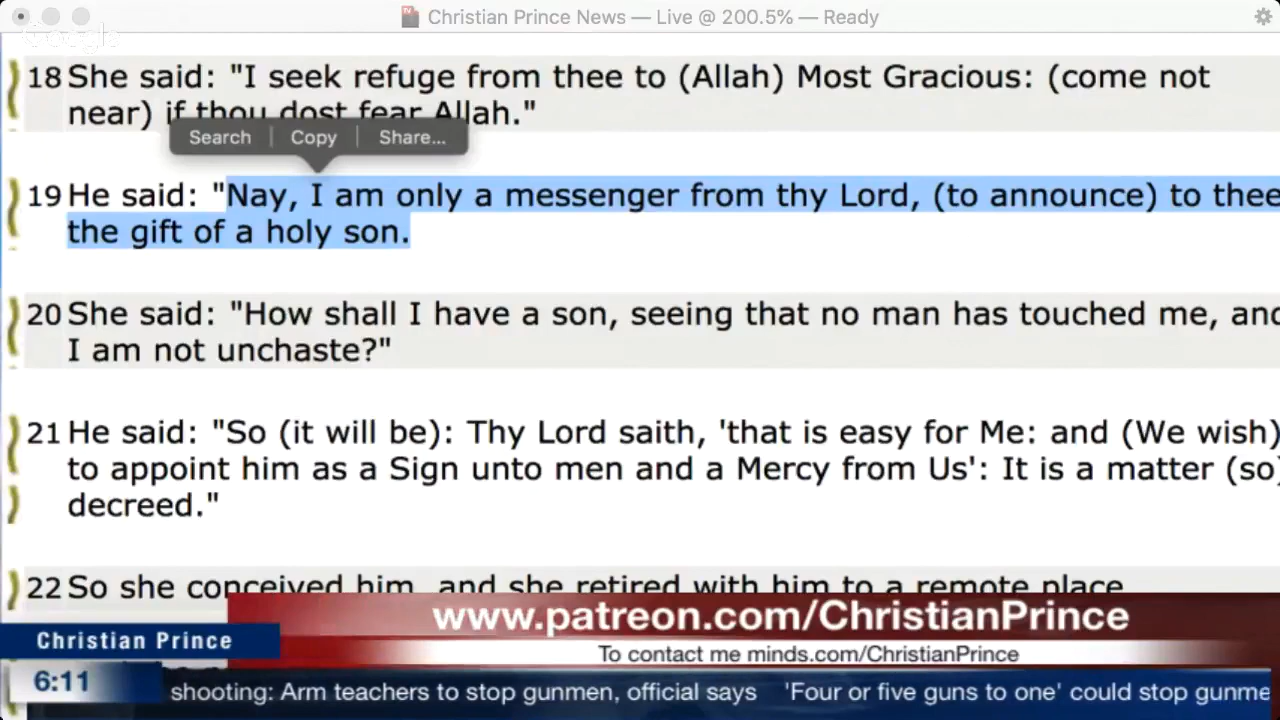 Christian Prince News — Live @ 200.5% — Ready
Google
18 She said: "I seek refuge from thee to (Allah) Most Gracious: (come not
near) if thou dost fear Allah."
Search Copy Share...
19 He said: "Nay, I am only a messenger from thy Lord, (to announce) to thee
the gift of a holy son.
20 She said: "How shall I have a son, seeing that no man has touched me, and
I am not unchaste?"
21 He said: "So (it will be): Thy Lord saith, 'that is easy for Me: and (We wish)
to appoint him as a Sign unto men and a Mercy from Us': It is a matter (so)
decreed."
22 So she conceived him, and she retired with him to a remote place.
www.patreon.com/ChristianPrince
Christian Prince
To contact me minds.com/ChristianPrince
6:11
shooting: Arm teachers to stop gunmen, official says 'Four or five guns to one' could stop gunme